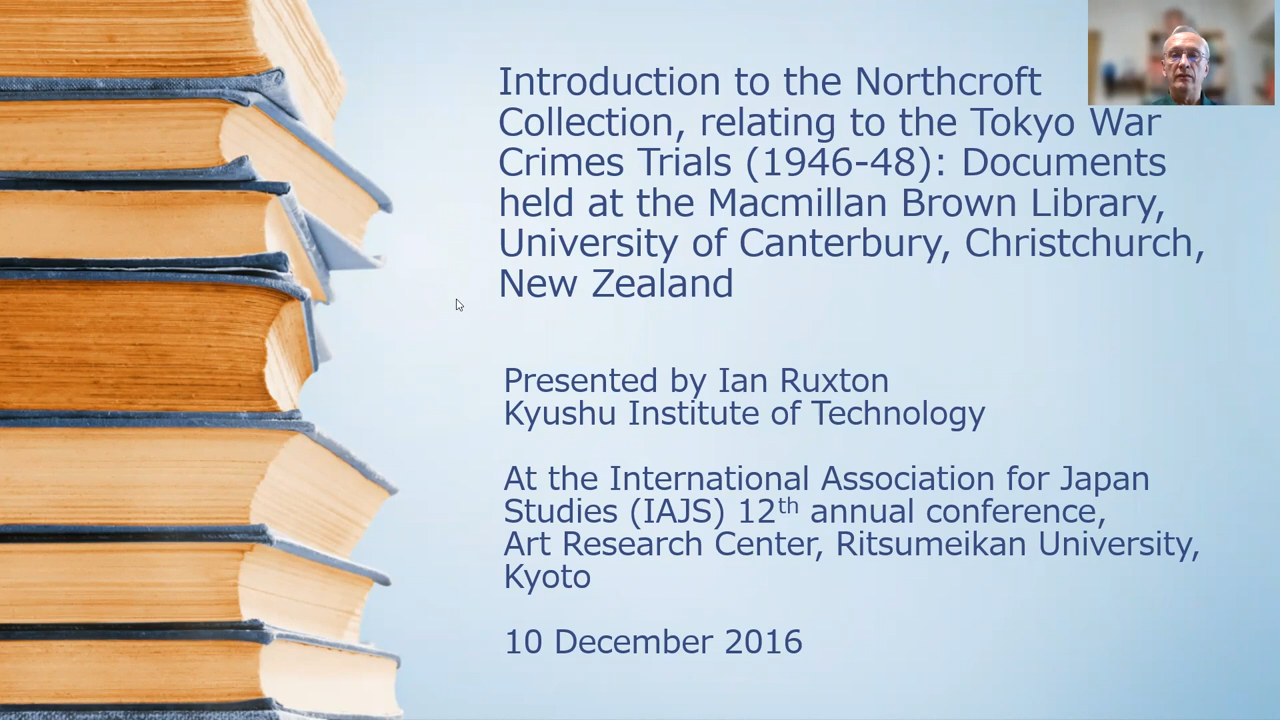 Introduction to the Northcroft
Collection, relating to the Tokyo War
Crimes Trials (1946-48): Documents
held at the Macmillan Brown Library,
University of Canterbury, Christchurch,
New Zealand
Presented by Ian Ruxton
Kyushu Institute of Technology
At the International Association for Japan
Studies (IAJS) 12th annual conference,
Art Research Center, Ritsumeikan University,
Kyoto
10 December 2016